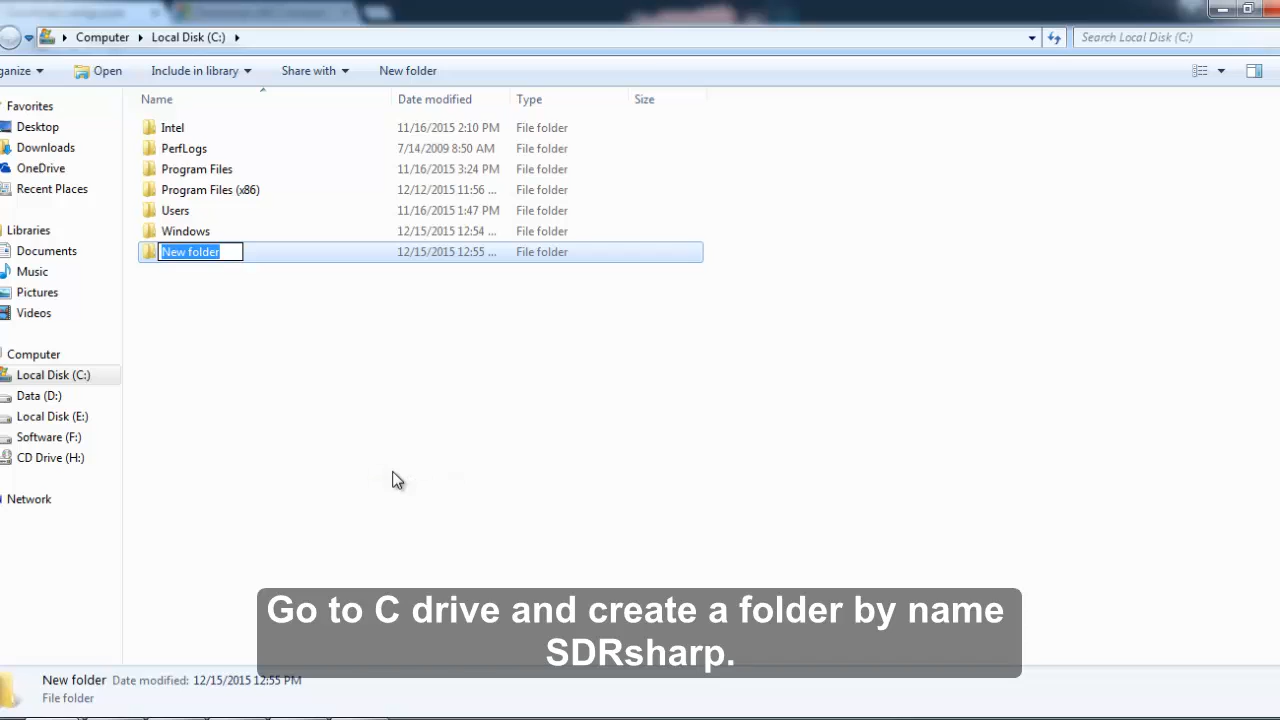 Computer Local Disk (C:) Search Local Disk (C:)
ganize Open Include in library Share with New folder
Name Date modified Type Size
Favorites
Desktop
Downloads
OneDrive
Recent Places
Libraries
Documents
Music
Pictures
Videos
Computer
Local Disk (C:)
Data (D:)
Local Disk (E:)
Software (F:)
CD Drive (H:)
Network
Intel 11/16/2015 2:10 PM File folder
PerfLogs 7/14/2009 8:50 AM File folder
Program Files 11/16/2015 3:24 PM File folder
Program Files (x86) 12/12/2015 11:56 ... File folder
Users 11/16/2015 1:47 PM File folder
Windows 12/15/2015 12:54 ... File folder
New folder 12/15/2015 12:55 ... File folder
Go to C drive and create a folder by name
SDRsharp.
New folder Date modified: 12/15/2015 12:55 PM
File folder